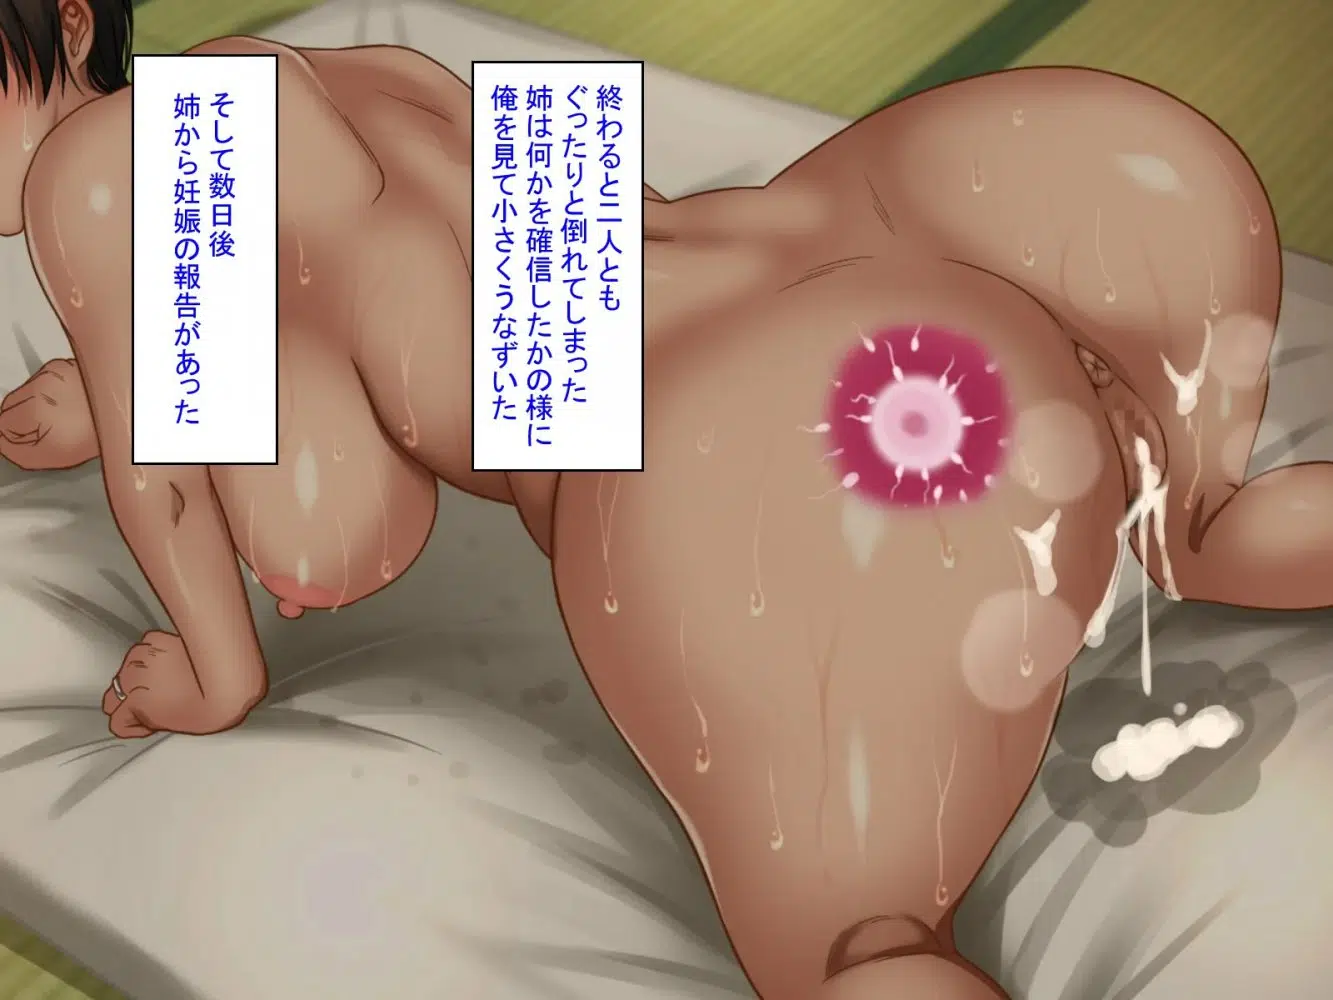 終わると二人とも
ぐったりと倒れてしまった
姉は何かを確信したかの様に
俺を見て小さくうなずいた
そして数日後
姉から妊娠の報告があった